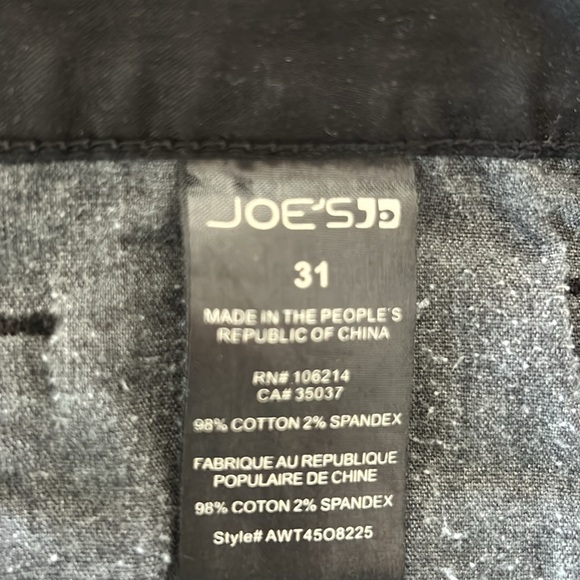 JOE'S
31
MADE IN THE PEOPLE'S
REPUBLIC OF CHINA
RN# 106214
CA# 35037
98% COTTON 2% SPANDEX
FABRIQUE AU REPUBLIQUE
POPULAIRE DE CHINE
98% COTON 2% SPANDEX
Style# AWT45O8225